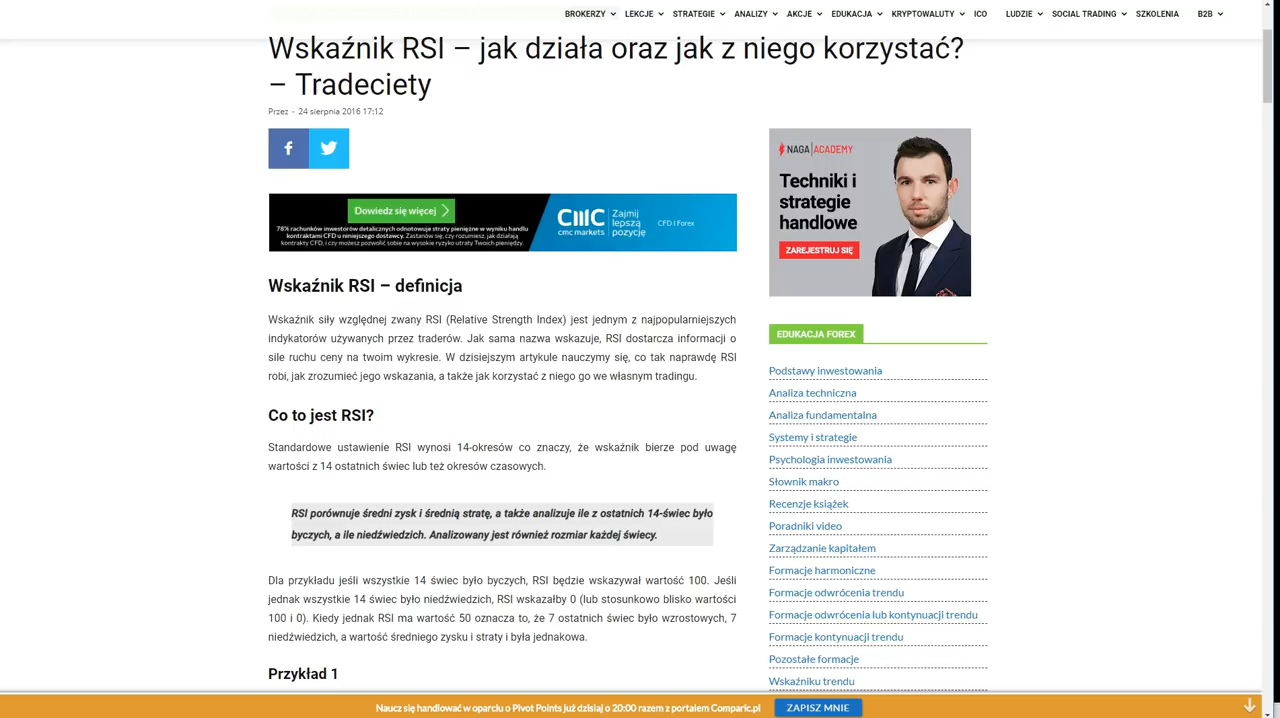 BROKERZY LEKCJE STRATEGIE ANALIZY AKCJE EDUKACJA KRYPTOWALUTY ICO LUDZIE SOCIAL TRADING SZKOLENIA B2B
Wskaźnik RSI – jak działa oraz jak z niego korzystać?
– Tradeciety
Przez - 24 sierpnia 2016 17:12
Dowiedz się więcej
78% rachunków inwestorów detalicznych odnotowuje straty pieniężne w wyniku handlu
kontraktami CFD u niniejszego dostawcy. Zastanów się, czy rozumiesz, jak działają
kontrakty CFD, i czy możesz pozwolić sobie na wysokie ryzyko utraty Twoich pieniędzy.
cmc
cmc markets
Zajmij
lepszą
pozycję
CFD I Forex
Wskaźnik RSI – definicja
Wskaźnik siły względnej zwany RSI (Relative Strength Index) jest jednym z najpopularniejszych
indykatorów używanych przez traderów. Jak sama nazwa wskazuje, RSI dostarcza informacji o
sile ruchu ceny na twoim wykresie. W dzisiejszym artykule nauczymy się, co tak naprawdę RSI
robi, jak zrozumieć jego wskazania, a także jak korzystać z niego go we własnym tradingu.
Co to jest RSI?
Standardowe ustawienie RSI wynosi 14-okresów co znaczy, że wskaźnik bierze pod uwagę
wartości z 14 ostatnich świec lub też okresów czasowych.
RSI porównuje średni zysk i średnią stratę, a także analizuje ile z ostatnich 14-świec było
byczych, a ile niedźwiedzich. Analizowany jest również rozmiar każdej świecy.
Dla przykładu jeśli wszystkie 14 świec było byczych, RSI będzie wskazywał wartość 100. Jeśli
jednak wszystkie 14 świec było niedźwiedzich, RSI wskazałby 0 (lub stosunkowo blisko wartości
100 i 0). Kiedy jednak RSI ma wartość 50 oznacza to, że 7 ostatnich świec było wzrostowych, 7
niedźwiedzich, a wartość średniego zysku i straty i była jednakowa.
Przykład 1
NAGA ACADEMY
Techniki i
strategie
handlowe
ZAREJESTRUJ SIĘ
EDUKACJA FOREX
Podstawy inwestowania
Analiza techniczna
Analiza fundamentalna
Systemy i strategie
Psychologia inwestowania
Słownik makro
Recenzje książek
Poradniki video
Zarządzanie kapitałem
Formacje harmoniczne
Formacje odwrócenia trendu
Formacje odwrócenia lub kontynuacji trendu
Formacje kontynuacji trendu
Pozostałe formacje
Wskaźniku trendu
Naucz się handlować w oparciu o Pivot Points już dzisiaj o 20:00 razem z portalem Comparic.pl ZAPISZ MNIE